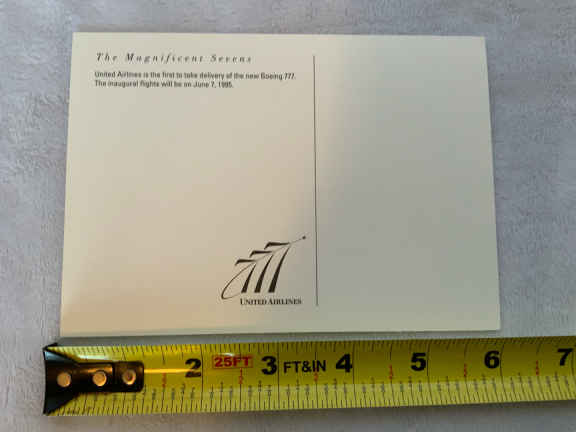 The Magnificent Sevens
United Airlines is the first to take delivery of the new Boeing 777.
The inaugural flights will be on June 7, 1995.
777
UNITED AIRLINES
2 25FT 3 FT&IN 4 5 6 7